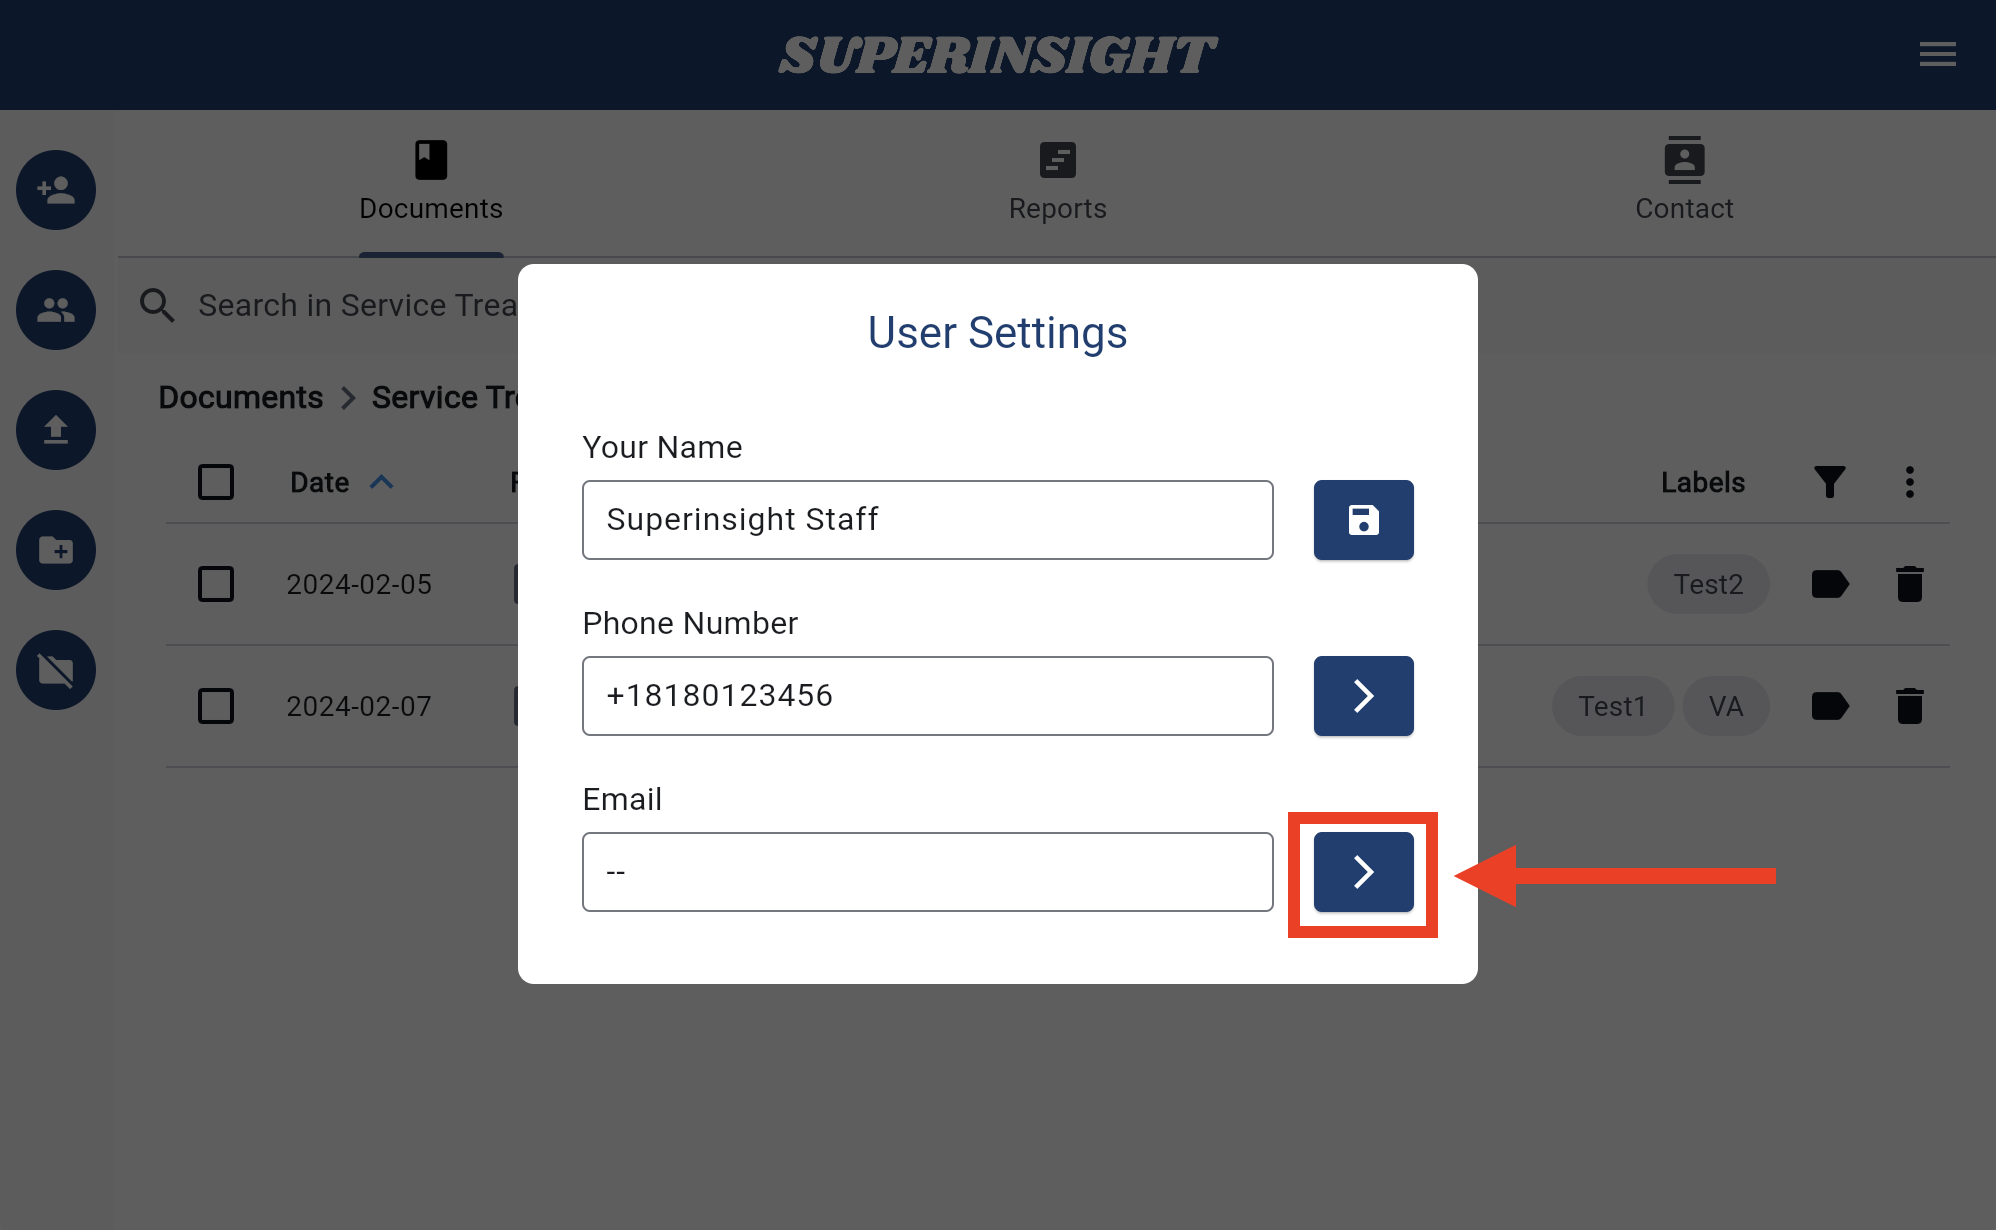 SUPERINSIGHT
Documents
Reports
Contact
Search in Service Trea
User Settings
Documents > Service Tre
Your Name
Date
Labels
Superinsight Staff
2024-02-05
Test2
Phone Number
+18180123456
2024-02-07
Test1
VA
Email
--